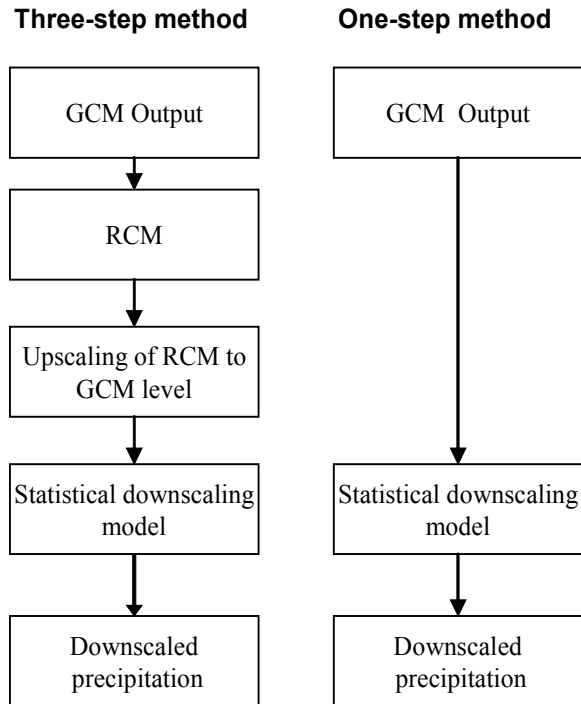 Three-step method
GCM Output
RCM
Upscaling of RCM to
GCM level
Statistical downscaling
model
Downscaled
precipitation
One-step method
GCM Output
Statistical downscaling
model
Downscaled
precipitation